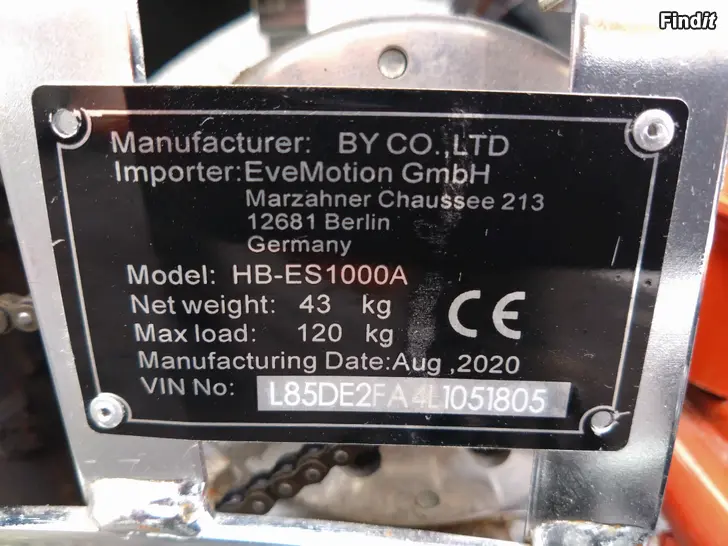 Findit
Manufacturer: BY CO.,LTD
Importer:EveMotion GmbH
Marzahner Chaussee 213
12681 Berlin
Germany
Model: HB-ES1000A
Net weight: 43 kg
Max load: 120 kg
CE
Manufacturing Date:Aug ,2020
VIN No: L85DE2FA4L1051805